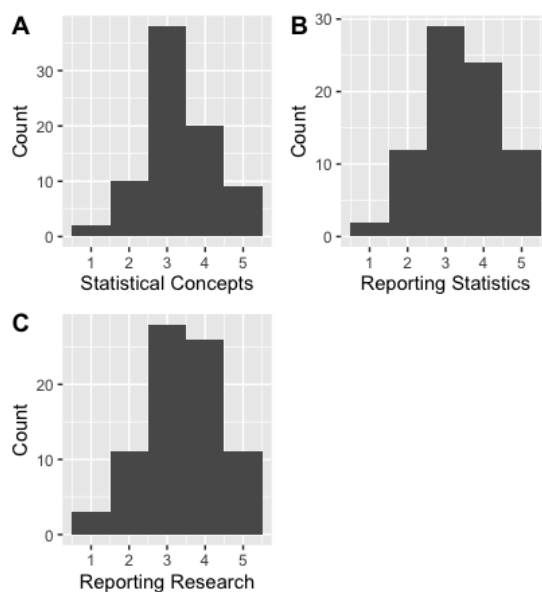 A
Count
30
20
10
0
1 2 3 4 5
Statistical Concepts
B
Count
30
20
10
0
1 2 3 4 5
Reporting Statistics
C
Count
20
10
0
1 2 3 4 5
Reporting Research